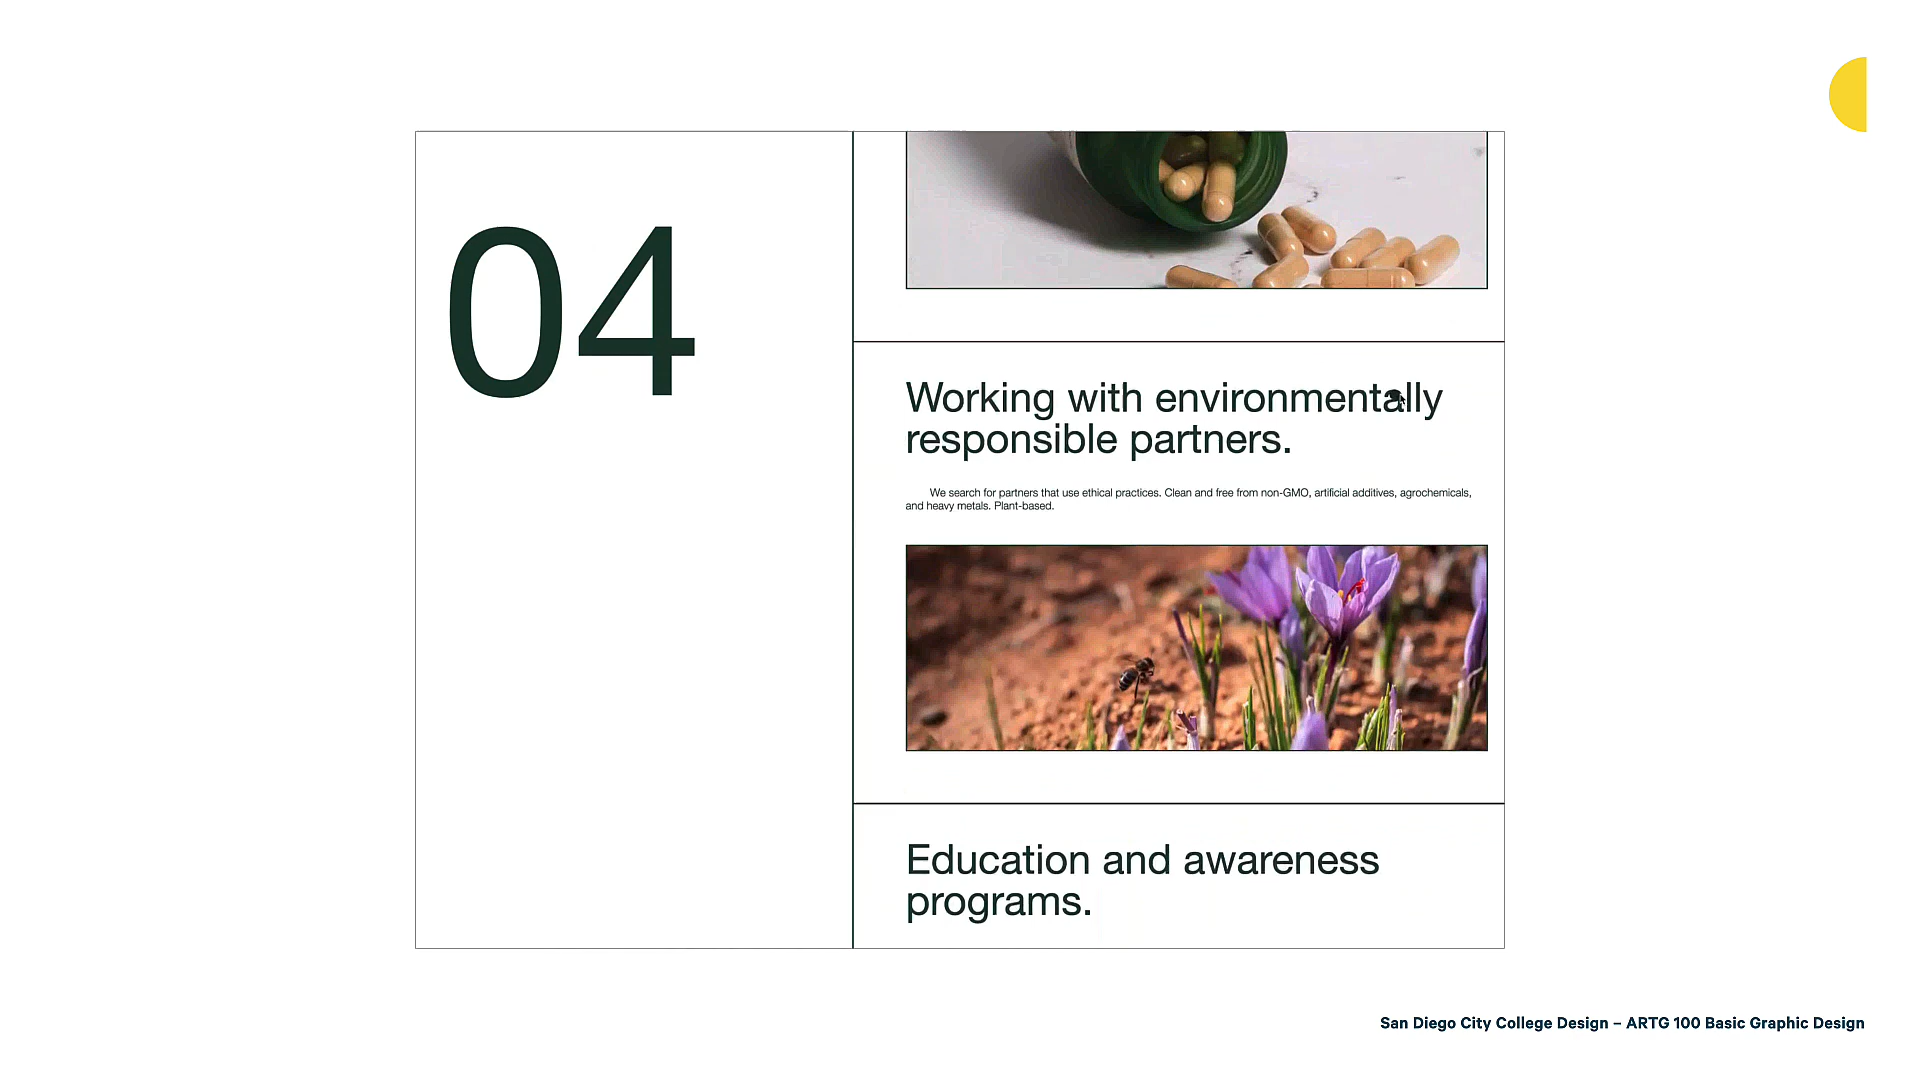 04
Working with environmentally
responsible partners.
We search for partners that use ethical practices. Clean and free from non-GMO, artificial additives, agrochemicals,
and heavy metals. Plant-based.
Education and awareness
programs.
San Diego City College Design – ARTG 100 Basic Graphic Design